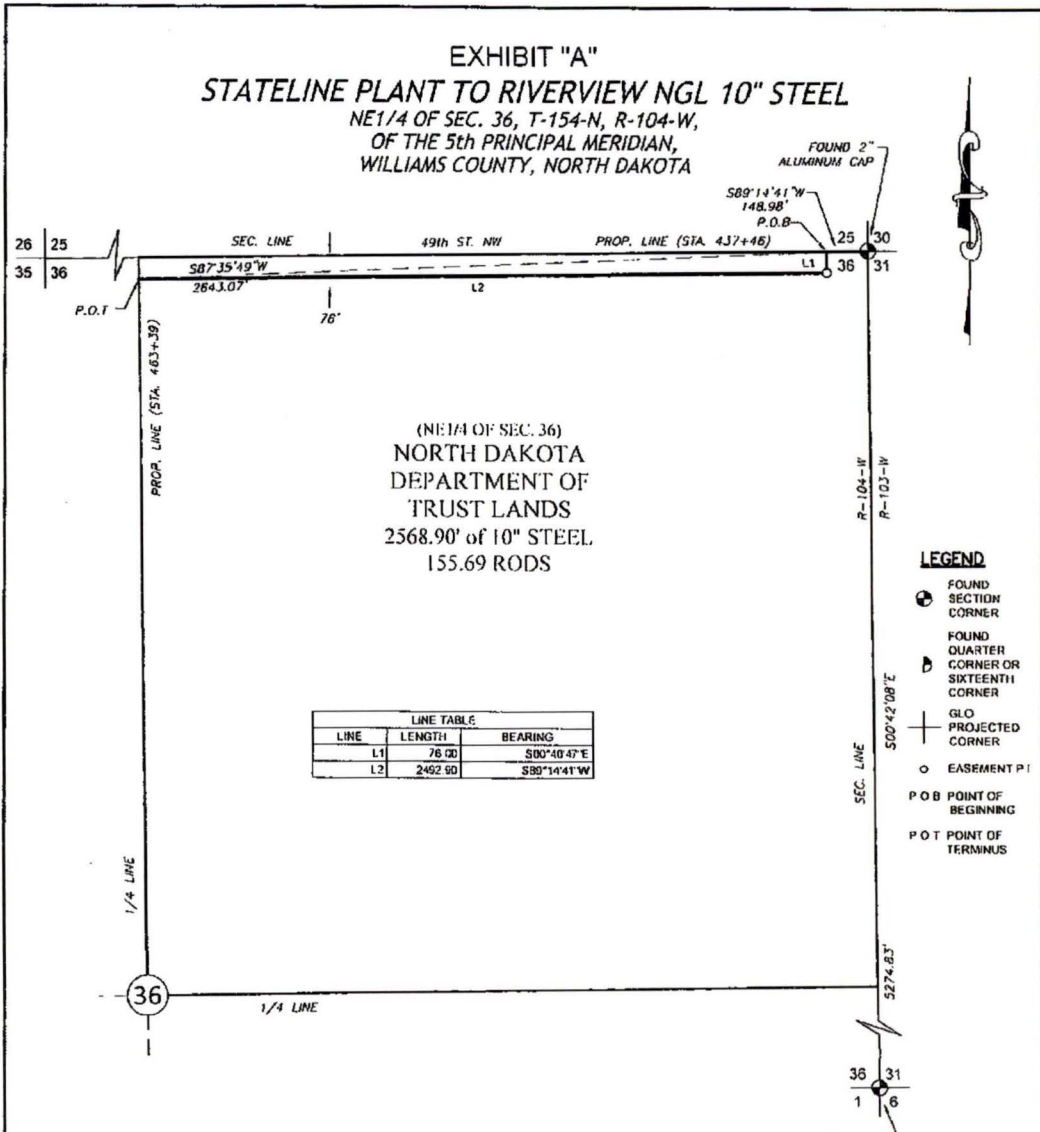 EXHIBIT "A"
STATELINE PLANT TO RIVERVIEW NGL 10" STEEL
NE1/4 OF SEC. 36, T-154-N, R-104-W,
OF THE 5th PRINCIPAL MERIDIAN,
WILLIAMS COUNTY, NORTH DAKOTA
FOUND 2"
ALUMINUM CAP
S89°14'41"W
148.98'
P.O.B
26 25
35 36
SEC. LINE
49th ST. NW
PROP. LINE (STA. 437+46)
25 30
36 31
L1
S87°35'49"W
2643.07'
L2
P.O.T
76'
PROP. LINE (STA. 463+39)
(NE1/4 OF SEC. 36)
NORTH DAKOTA
DEPARTMENT OF
TRUST LANDS
2568.90' of 10" STEEL
155.69 RODS
R-104-W
R-103-W
LEGEND
FOUND
SECTION
CORNER
FOUND
QUARTER
CORNER OR
SIXTEENTH
CORNER
GLO
PROJECTED
CORNER
EASEMENT PI
P O B POINT OF
BEGINNING
P O T POINT OF
TERMINUS
LINE TABLE
LINE LENGTH BEARING
L1 76.00 S00°40'47"E
L2 2492.90 S89°14'41"W
SEC. LINE
S00°42'08"E
5274.83'
1/4 LINE
36
1/4 LINE
36 31
1 6